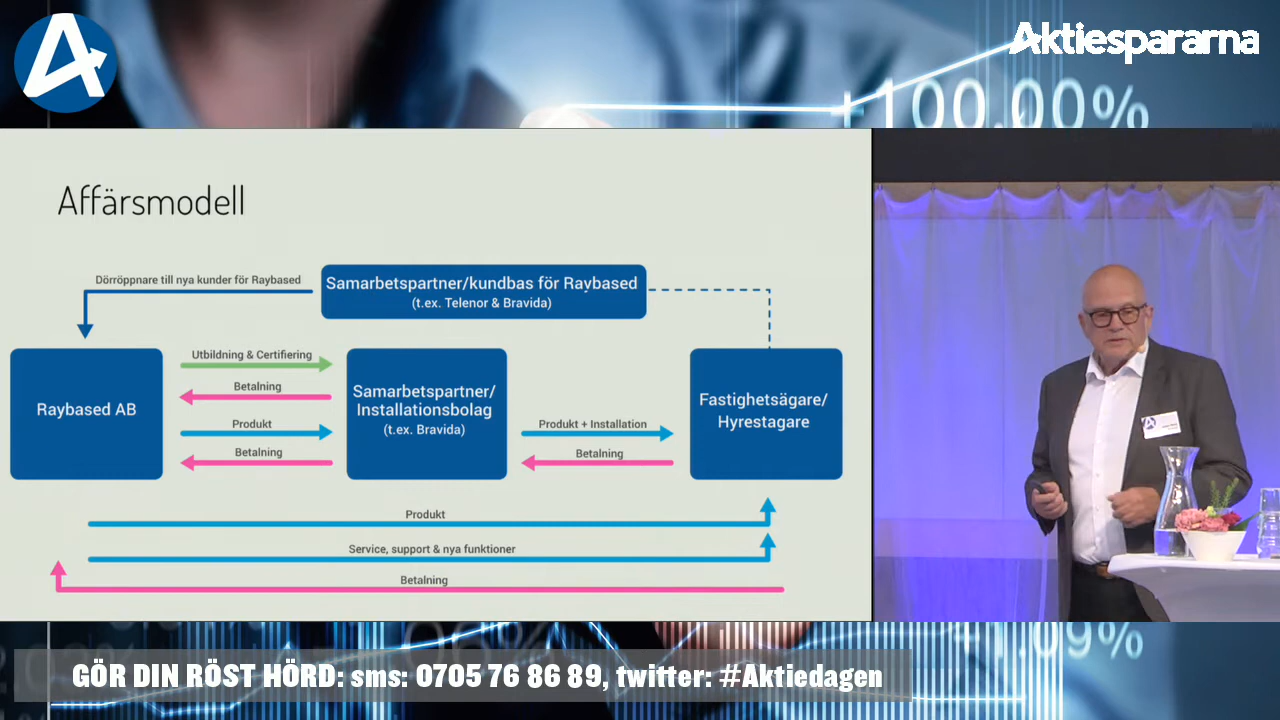 Aktiespararna
+100.00%
Affärsmodell
Dörröppnare till nya kunder för Raybased
Samarbetspartner/kundbas för Raybased
(t.ex. Telenor & Bravida)
Raybased AB
Utbildning & Certifiering
Betalning
Produkt
Betalning
Samarbetspartner/
Installationsbolag
(t.ex. Bravida)
Produkt + Installation
Betalning
Fastighetsägare/
Hyrestagare
Produkt
Service, support & nya funktioner
Betalning
+1.09%
GÖR DIN RÖST HÖRD: sms: 0705 76 86 89, twitter: #Aktiedagen